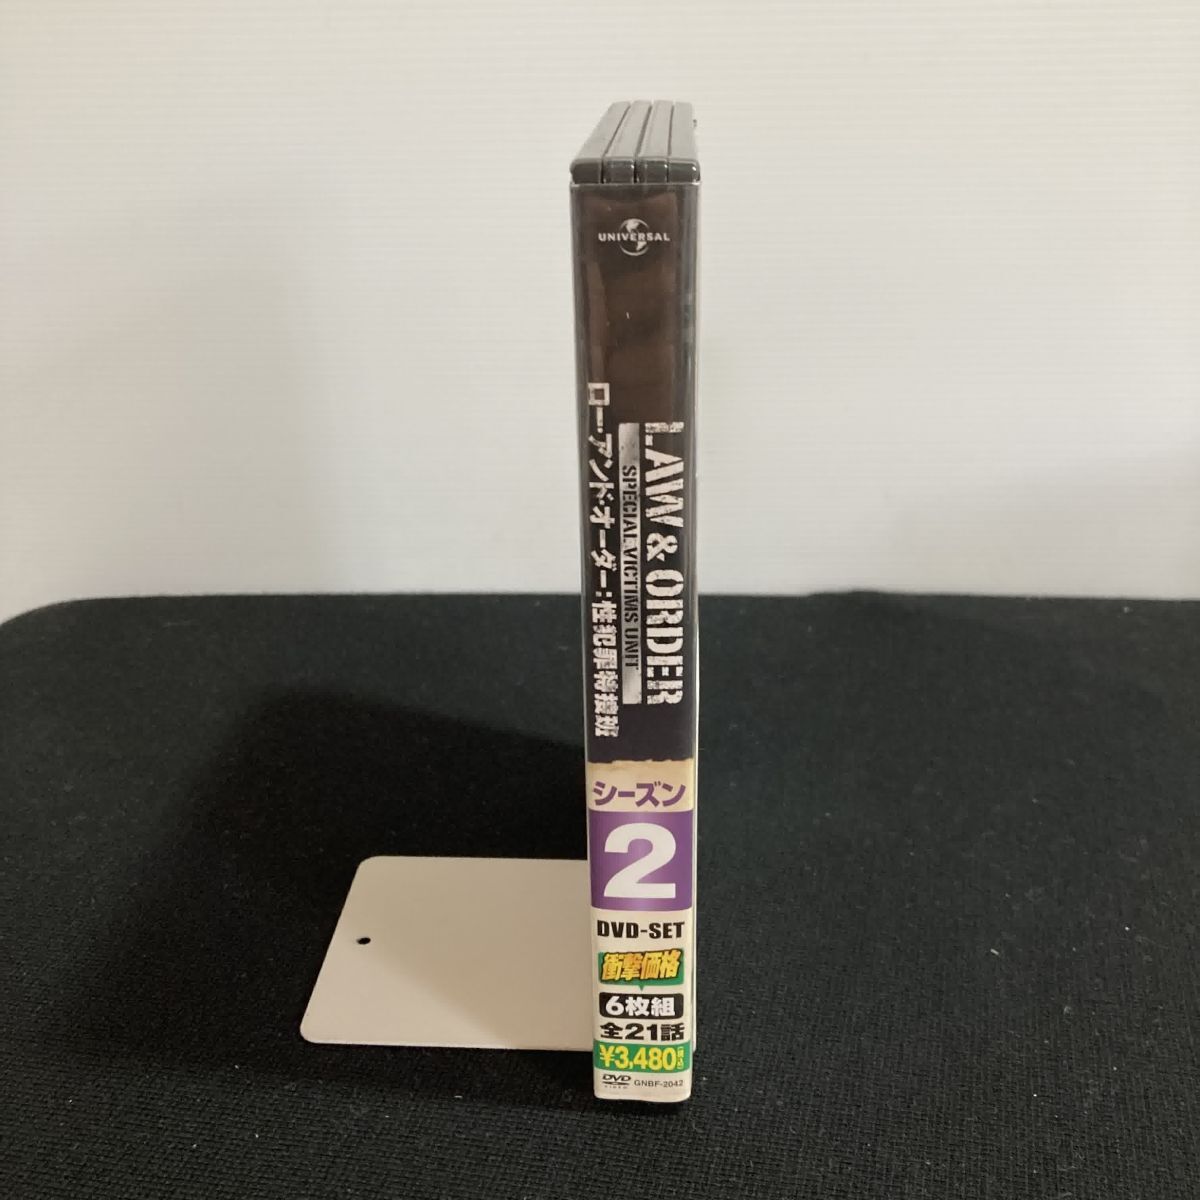 UNIVERSAL
LAW & ORDER
SPECIAL VICTIMS UNIT
ロー・アンド・オーダー：性犯罪特捜班
シーズン
2
DVD-SET
衝撃価格
6枚組
全21話
¥3,480
DVD
VIDEO
GNBF-2042